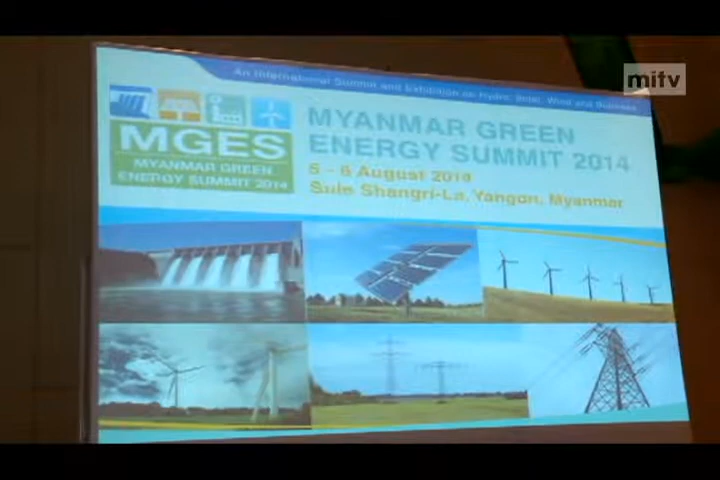 mitv
An International Summit and Exhibition on Hydro, Solar, Wind and Biomass
MGES
MYANMAR GREEN
ENERGY SUMMIT 2014
MYANMAR GREEN
ENERGY SUMMIT 2014
5 - 6 August 2014
Sule Shangri-La, Yangon, Myanmar